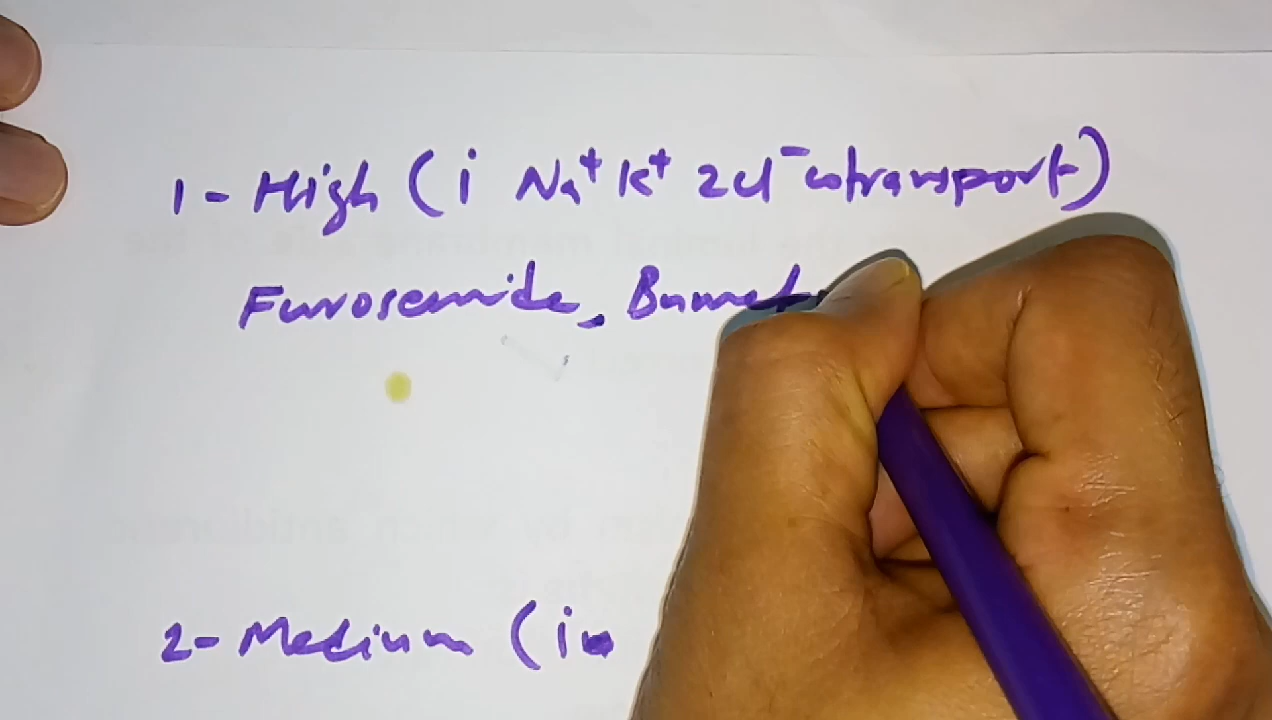 1- High (i Na⁺ K⁺ 2Cl⁻ cotransport)
Furosemide, Bumet
2- Medium (i